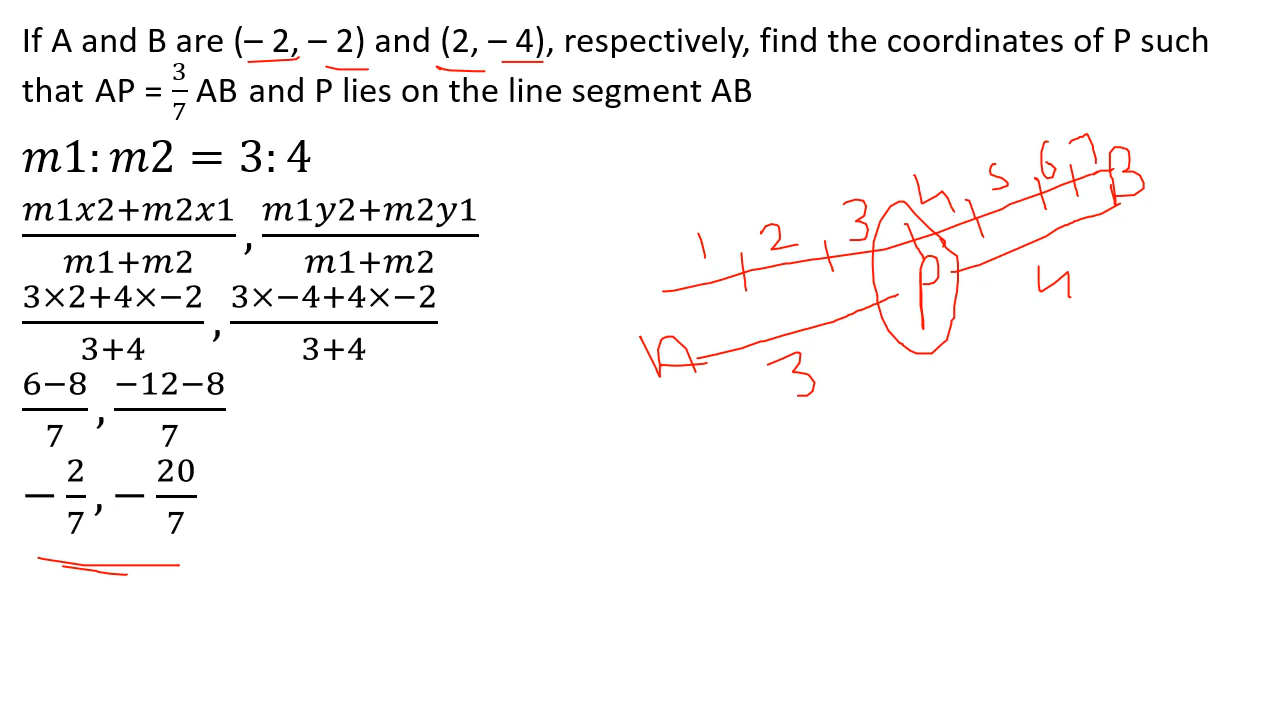 If A and B are (– 2, – 2) and (2, – 4), respectively, find the coordinates of P such
that AP = 3/7 AB and P lies on the line segment AB
m1: m2 = 3: 4
(m1x2+m2x1)/(m1+m2), (m1y2+m2y1)/(m1+m2)
(3×2+4×−2)/(3+4), (3×−4+4×−2)/(3+4)
(6−8)/7, (−12−8)/7
−2/7, −20/7
1 2 3 4 5 6 7 B
A P
3 4